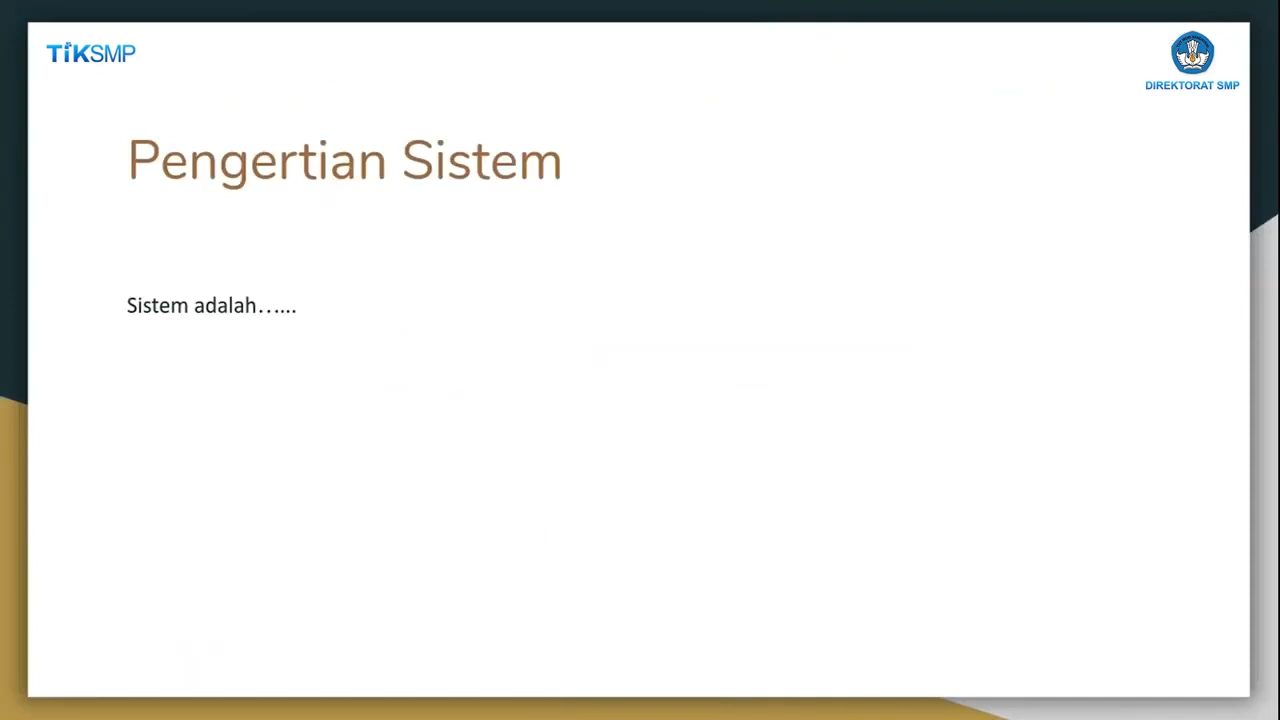 TIKSMP
DIREKTORAT SMP
Pengertian Sistem
Sistem adalah…...